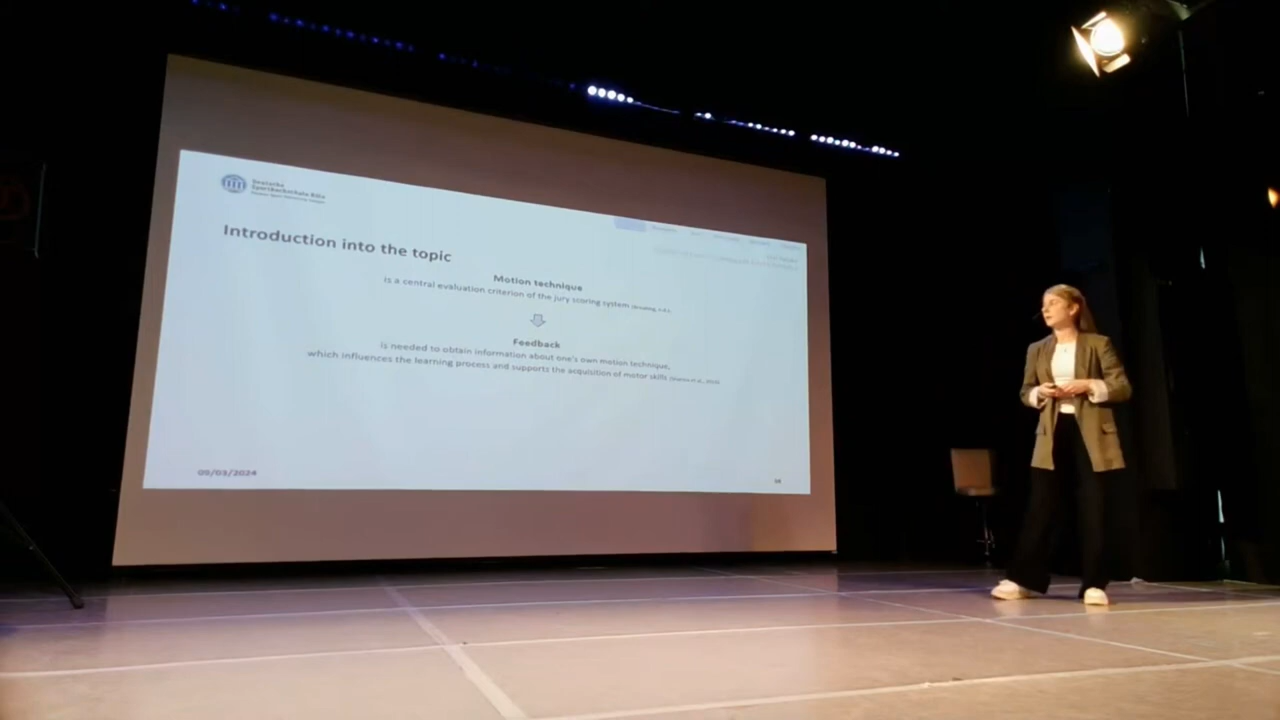 Deutsche
Sporthochschule Köln
Introduction into the topic
Motion technique
is a central evaluation criterion of the jury scoring system
Feedback
is needed to obtain information about one's own motion technique,
which influences the learning process and supports the acquisition of motor skills
09/03/2024